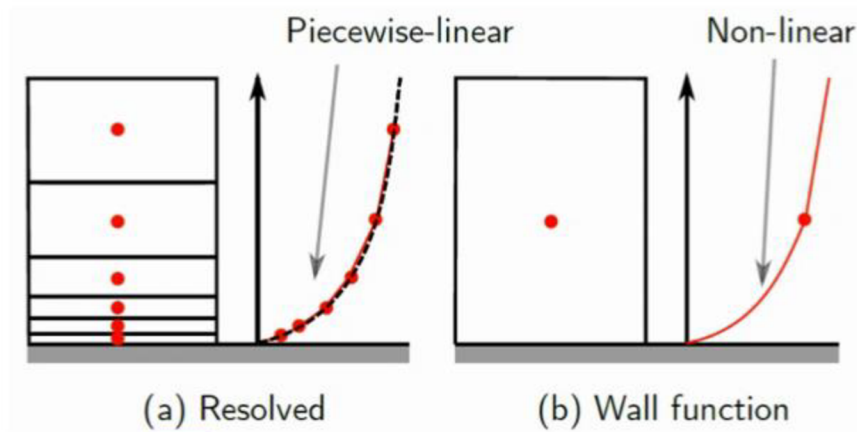 Piecewise-linear
Non-linear
(a) Resolved
(b) Wall function